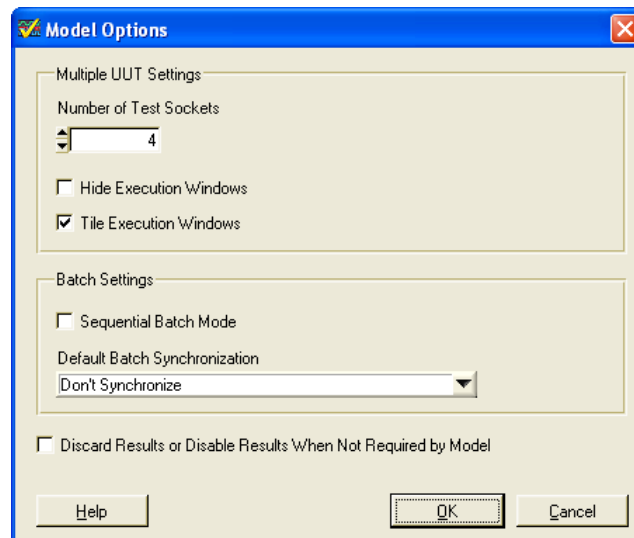 Model Options
Multiple UUT Settings
Number of Test Sockets
4
Hide Execution Windows
Tile Execution Windows
Batch Settings
Sequential Batch Mode
Default Batch Synchronization
Don't Synchronize
Discard Results or Disable Results When Not Required by Model
Help OK Cancel